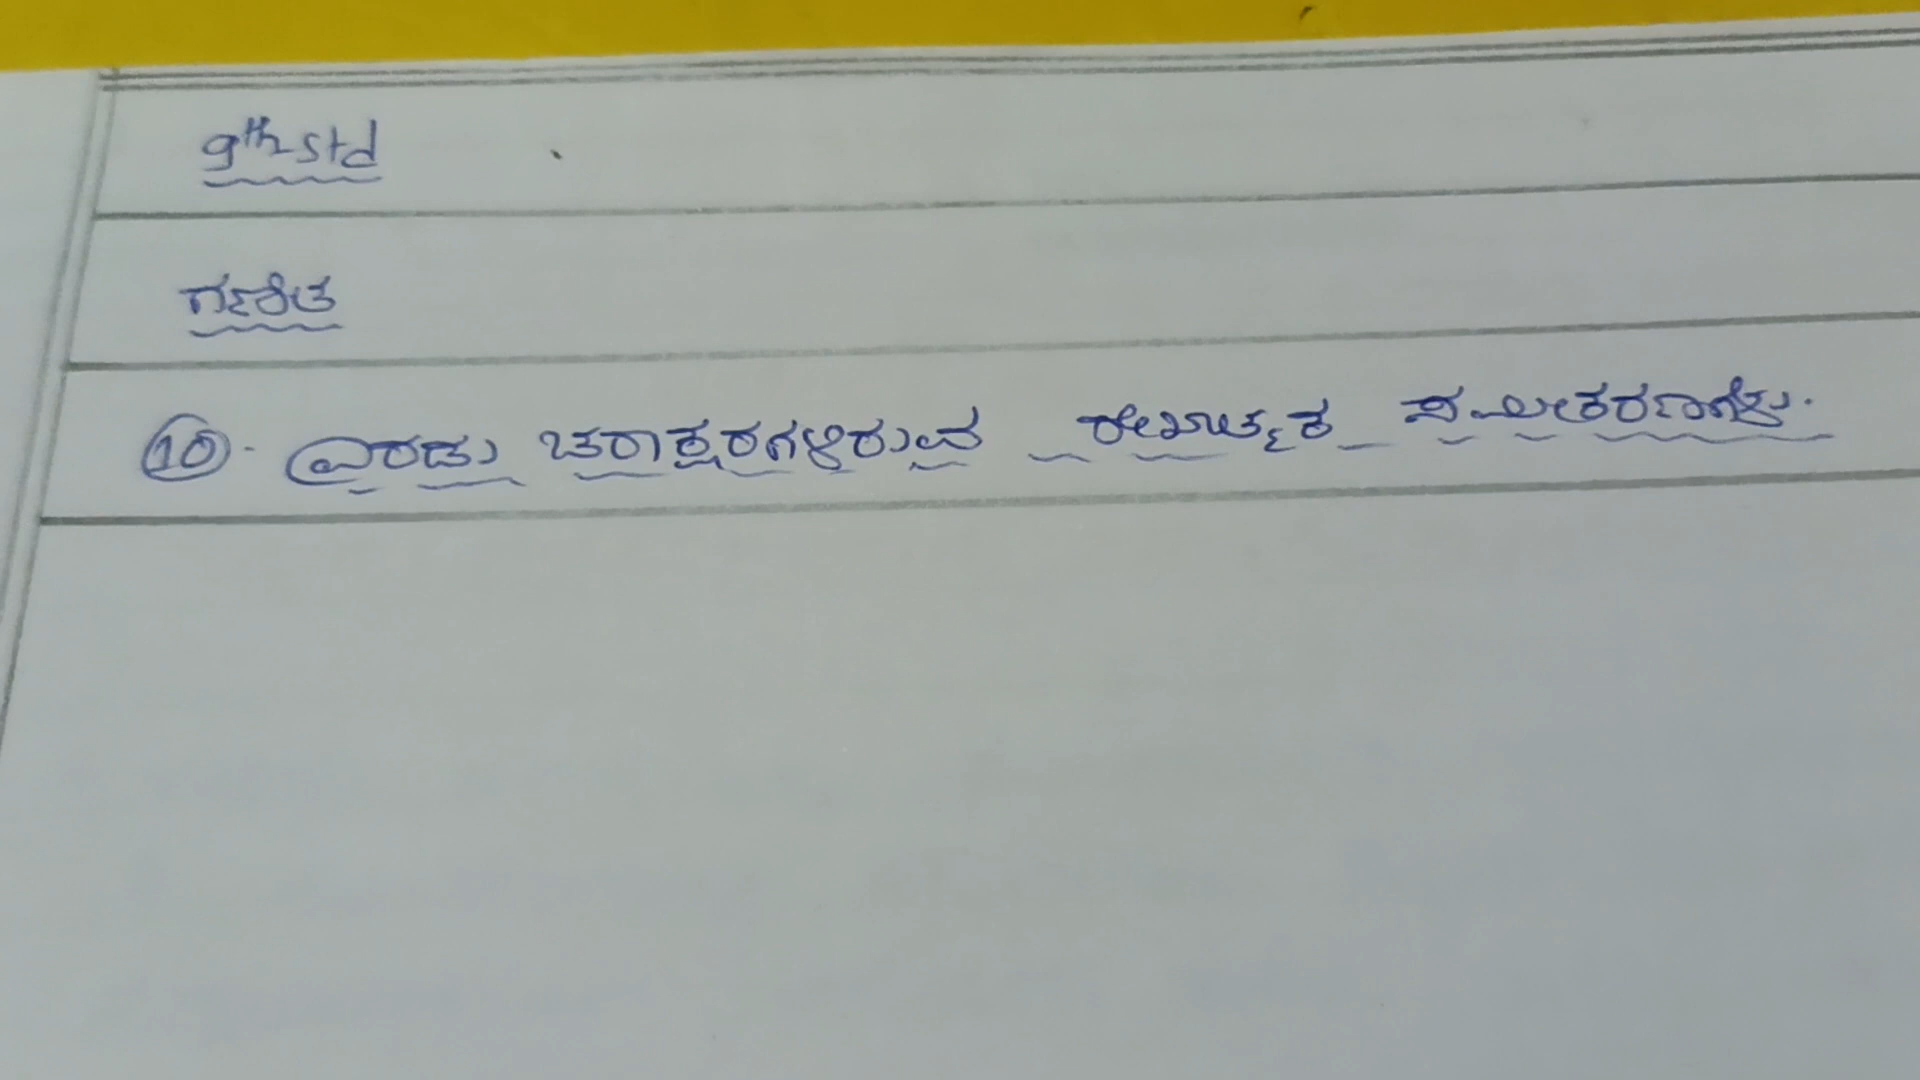 9th std
ಗಣಿತ
10. ಎರಡು ಚರಾಕ್ಷರಗಳಿರುವ ರೇಖಾತ್ಮಕ ಸಮೀಕರಣಗಳು.